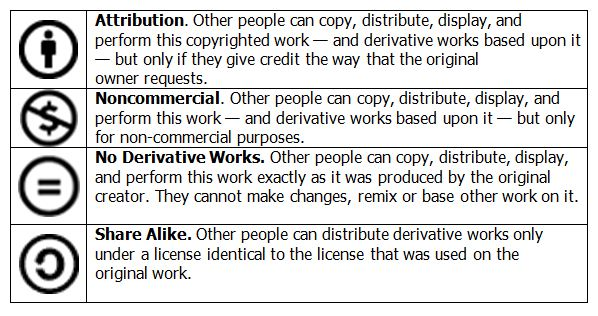 Attribution. Other people can copy, distribute, display, and
perform this copyrighted work — and derivative works based upon it
— but only if they give credit the way that the original
owner requests.
Noncommercial. Other people can copy, distribute, display, and
perform this work — and derivative works based upon it — but only
for non-commercial purposes.
No Derivative Works. Other people can copy, distribute, display,
and perform this work exactly as it was produced by the original
creator. They cannot make changes, remix or base other work on it.
Share Alike. Other people can distribute derivative works only
under a license identical to the license that was used on the
original work.